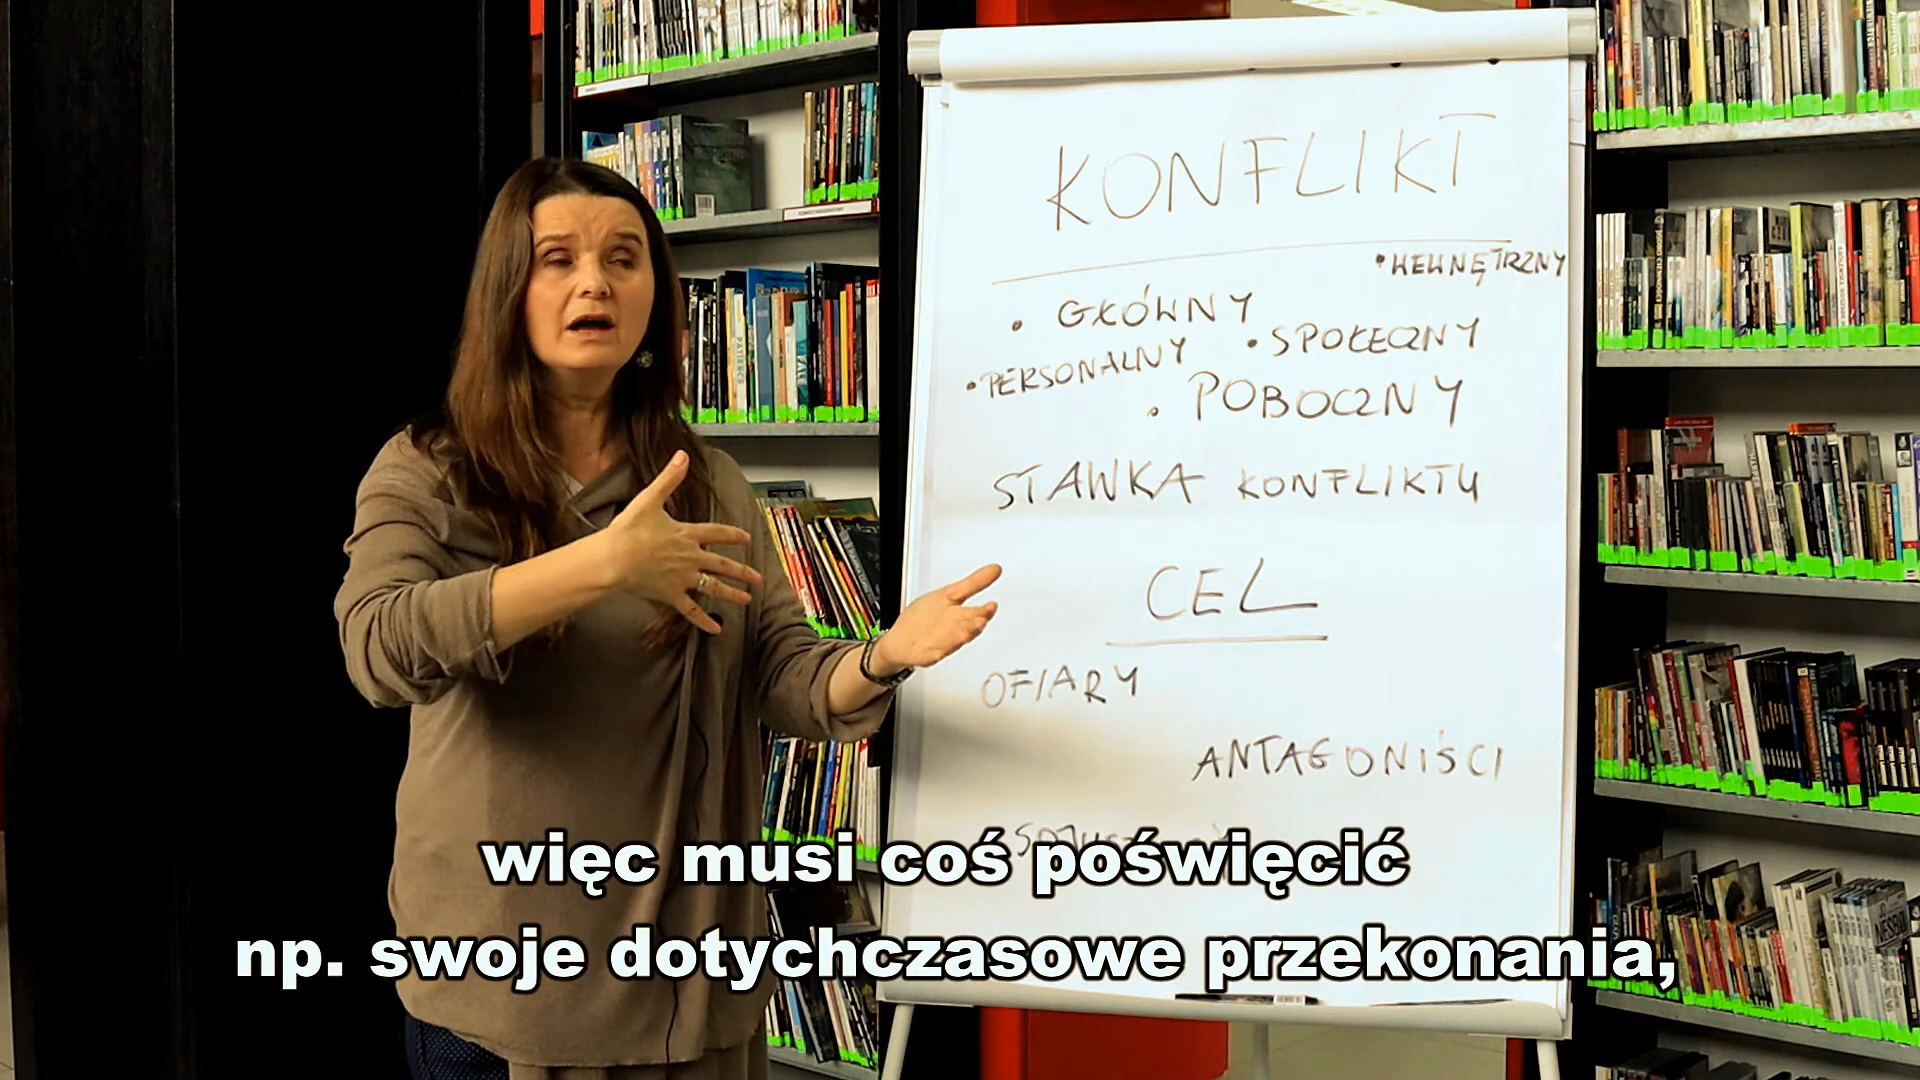 KONFLIKT
• WEWNĘTRZNY
• GŁÓWNY
• SPOŁECZNY
• PERSONALNY
• POBOCZNY
STAWKA KONFLIKTU
CEL
OFIARY
ANTAGONIŚCI
więc musi coś poświęcić
np. swoje dotychczasowe przekonania,